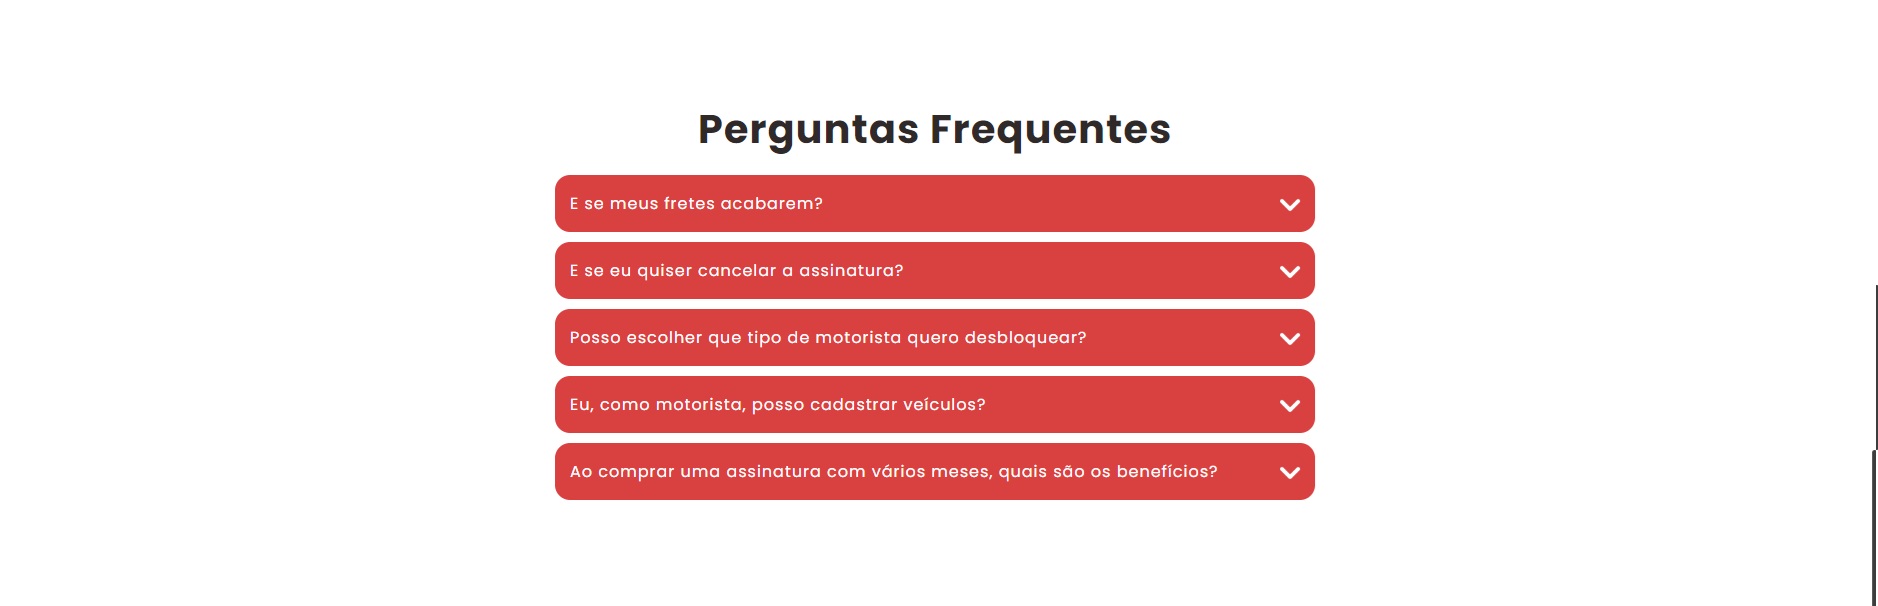 Perguntas Frequentes
E se meus fretes acabarem?
E se eu quiser cancelar a assinatura?
Posso escolher que tipo de motorista quero desbloquear?
Eu, como motorista, posso cadastrar veículos?
Ao comprar uma assinatura com vários meses, quais são os benefícios?